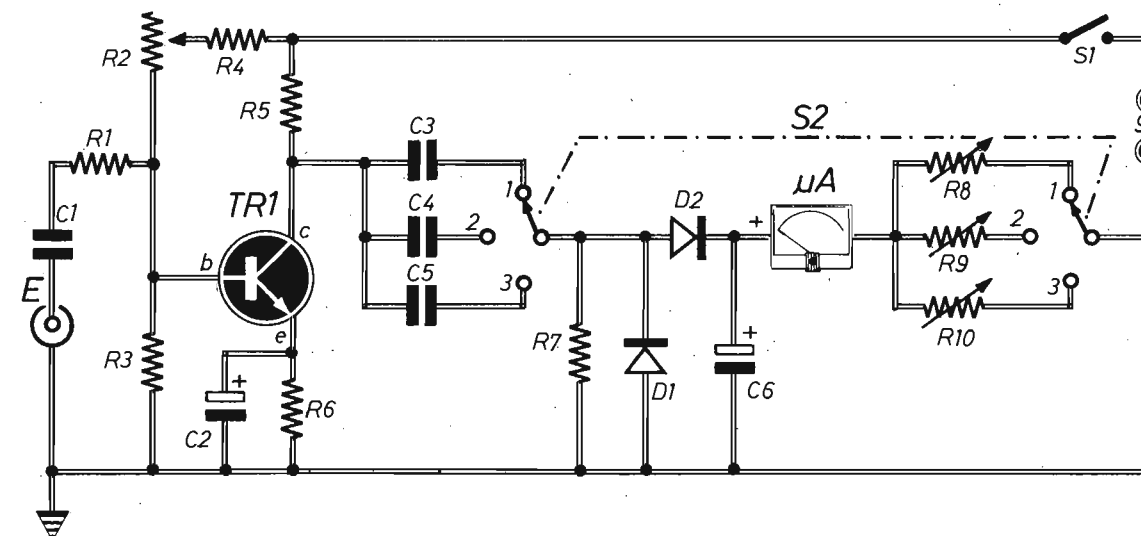 R2
R4
S1
R5
S2
R1
C3
1
µA
R8
1
C1
TR1
c
C4
2
D2
+
R9
2
b
C5
3
3
E
e
R10
R3
+
R7
+
C2
R6
D1
C6